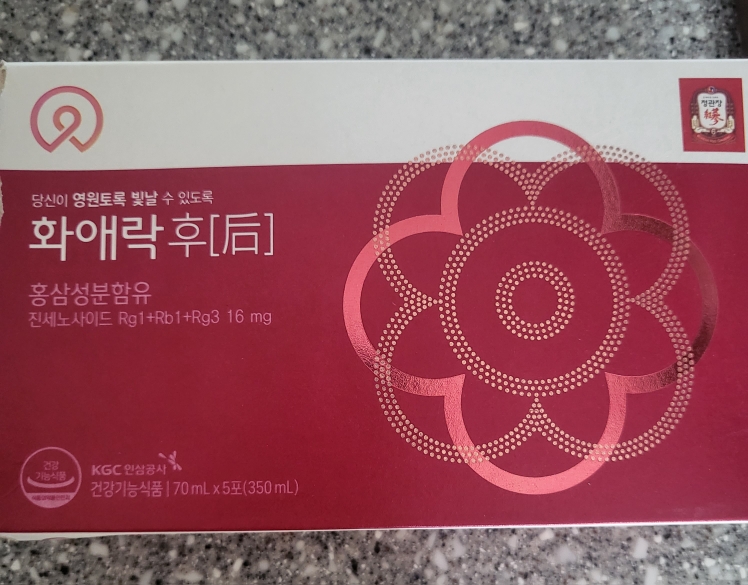 정관장
당신이 영원토록 빛날 수 있도록
화애락 후[后]
홍삼성분함유
진세노사이드 Rg1+Rb1+Rg3 16 mg
건강
기능식품
KGC 인삼공사
건강기능식품 | 70 mL x 5포(350 mL)